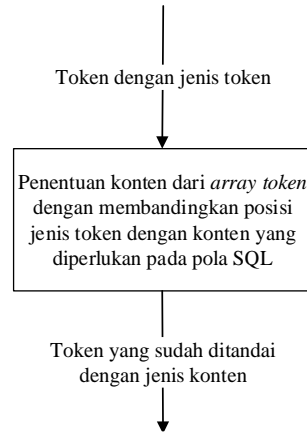 Token dengan jenis token
Penentuan konten dari array token
dengan membandingkan posisi
jenis token dengan konten yang
diperlukan pada pola SQL
Token yang sudah ditandai
dengan jenis konten